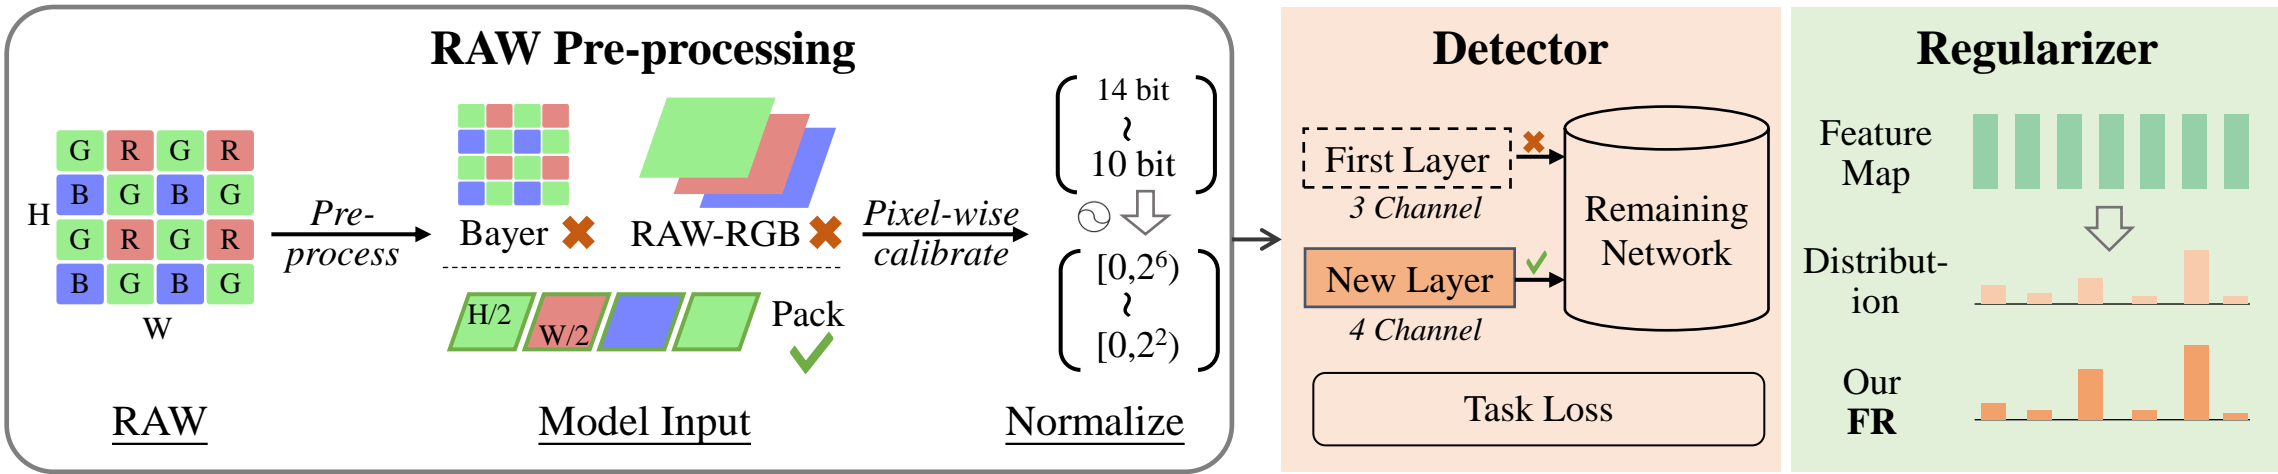 RAW Pre-processing
G R G R
B G B G
G R G R
B G B G
H
W
RAW
Pre-
process
Bayer
RAW-RGB
H/2
W/2
Pack
Model Input
Pixel-wise
calibrate
14 bit
~
10 bit
[0,2⁶)
~
[0,2²)
Normalize
Detector
First Layer
3 Channel
New Layer
4 Channel
Remaining
Network
Task Loss
Regularizer
Feature
Map
Distribut-
ion
Our
FR